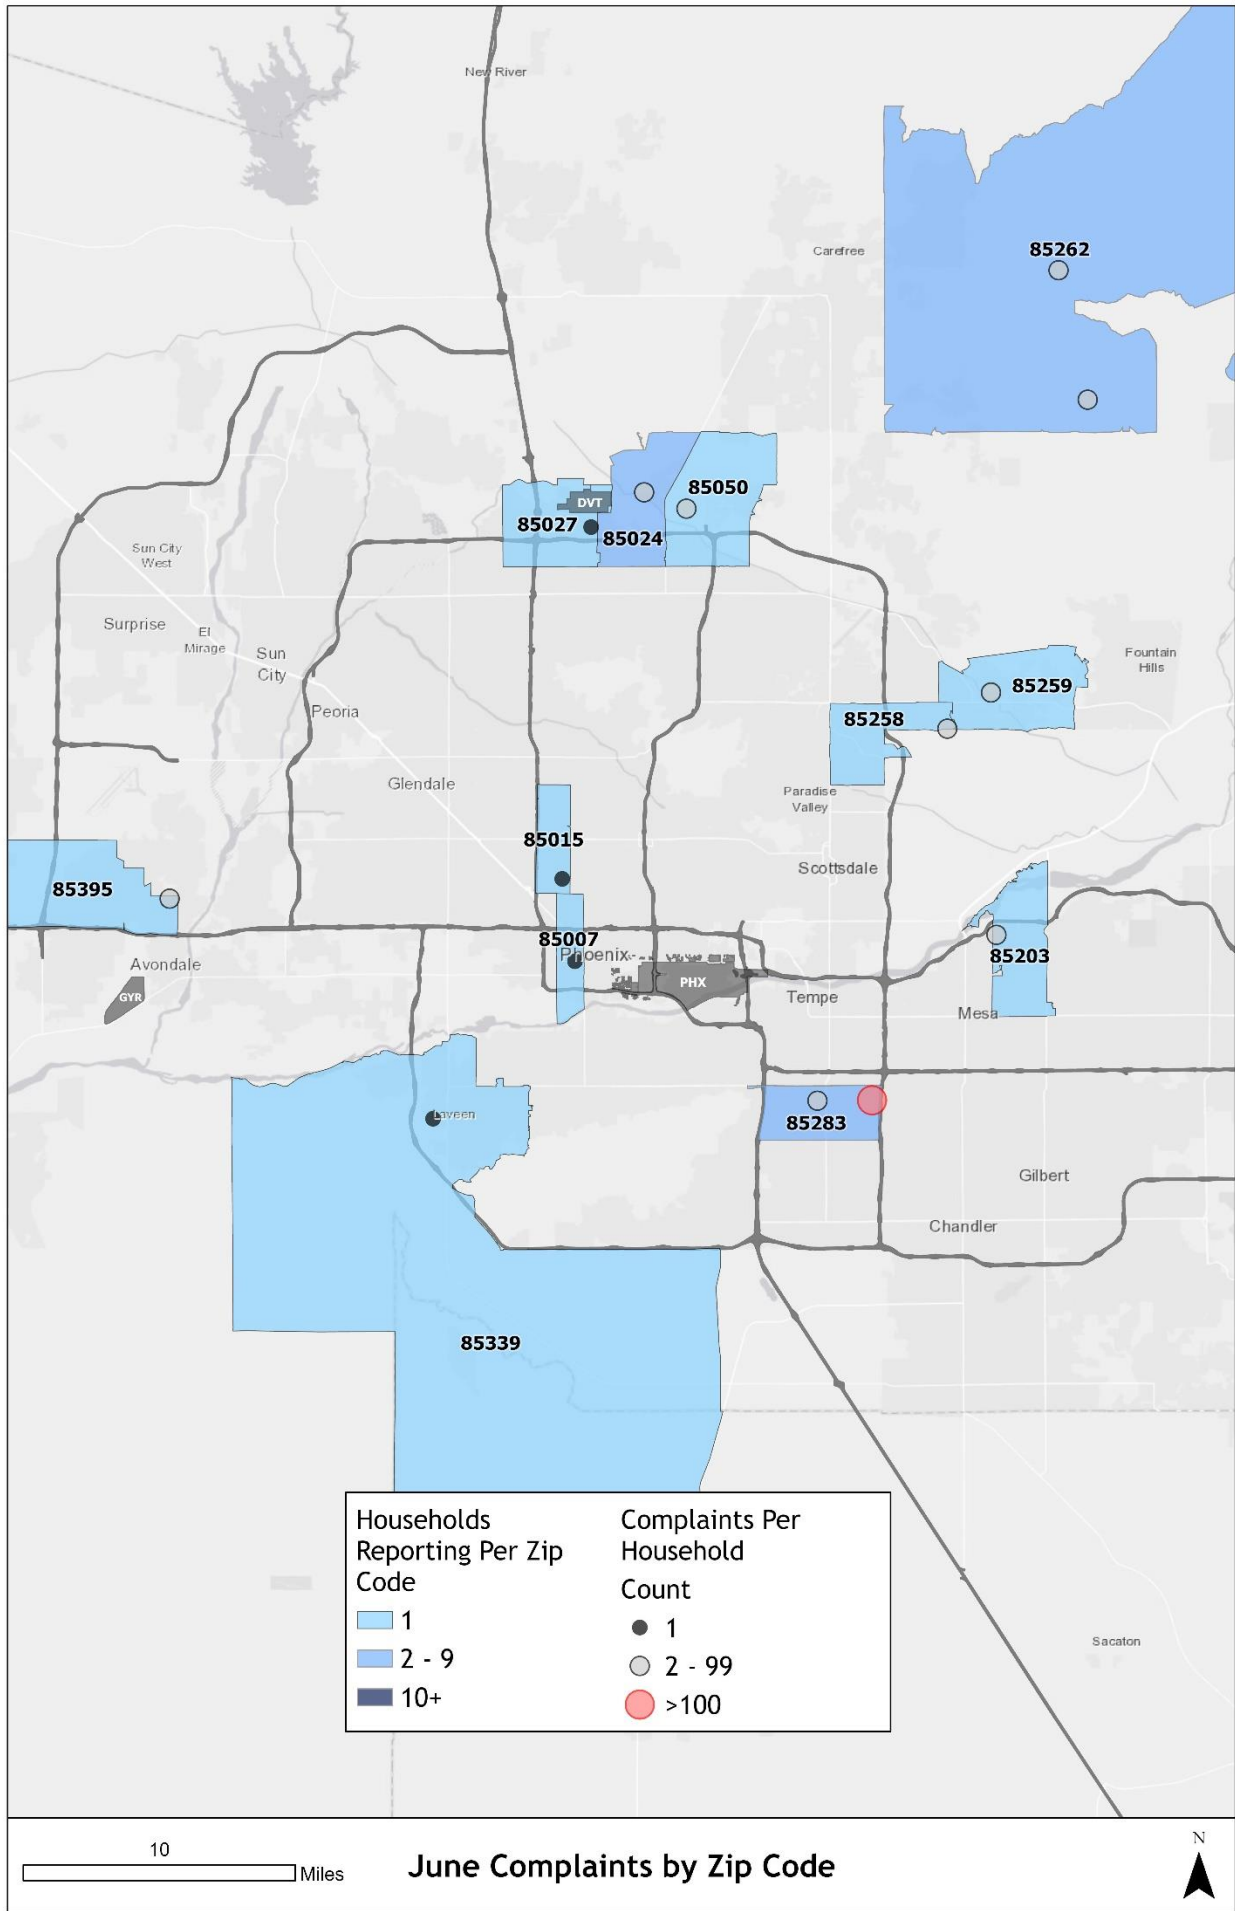 New River
Carefree
85262
85050
DVT
85027
85024
Sun City
West
Surprise
El
Mirage
Sun
City
Peoria
Fountain
Hills
85259
85258
Glendale
Paradise
Valley
85015
Scottsdale
85395
85007
Phoenix
85203
Avondale
GYR
PHX
Tempe
Mesa
Laveen
85283
Gilbert
Chandler
85339
Households
Reporting Per Zip
Code
1
2 - 9
10+
Complaints Per
Household
Count
1
2 - 99
>100
Sacaton
10
Miles
June Complaints by Zip Code
N